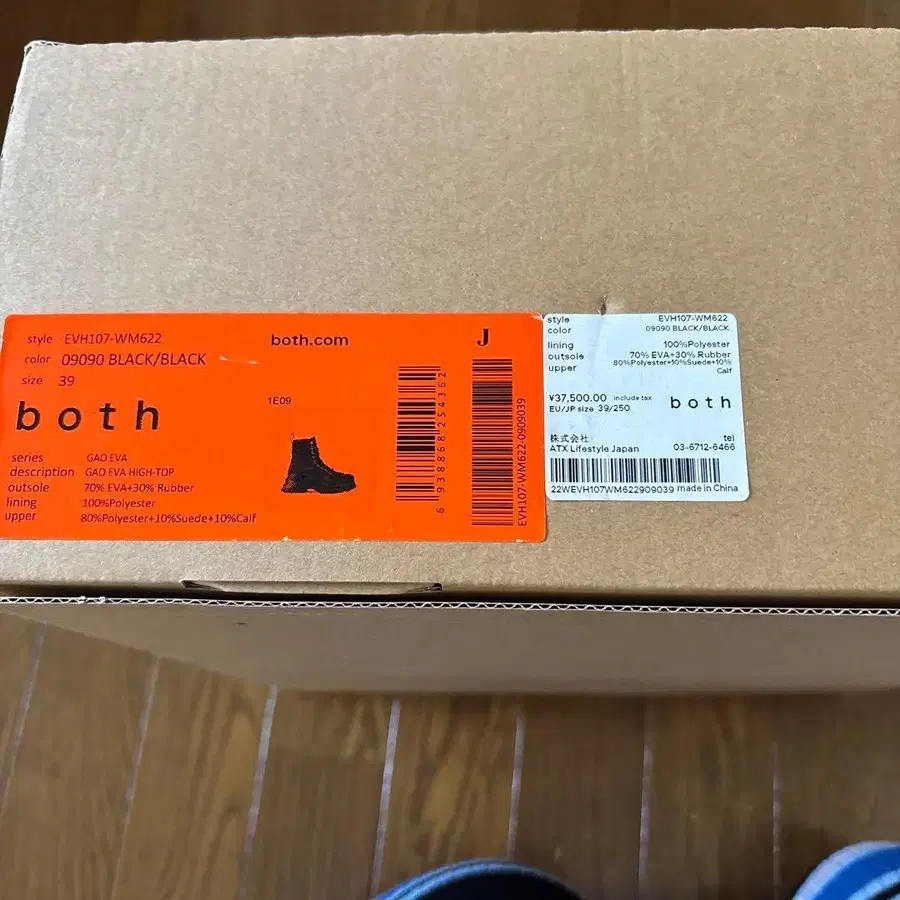 style EVH107-WM622
color 09090 BLACK/BLACK
size 39
both
series GAO EVA
description GAO EVA HIGH-TOP
outsole 70% EVA+30% Rubber
lining 100%Polyester
upper 80%Polyester+10%Suede+10%Calf
both.com
1E09
J
6938868254362
EVH107-WM622-0909039
style EVH107-WM622
color 09090 BLACK/BLACK
lining 100%Polyester
outsole 70% EVA+30% Rubber
upper 80%Polyester+10%Suede+10%
Calf
¥37,500.00 include tax
EU/JP size 39/250
both
株式会社 tel
ATX Lifestyle Japan 03-6712-6466
22WEVH107WM622909039 made in China